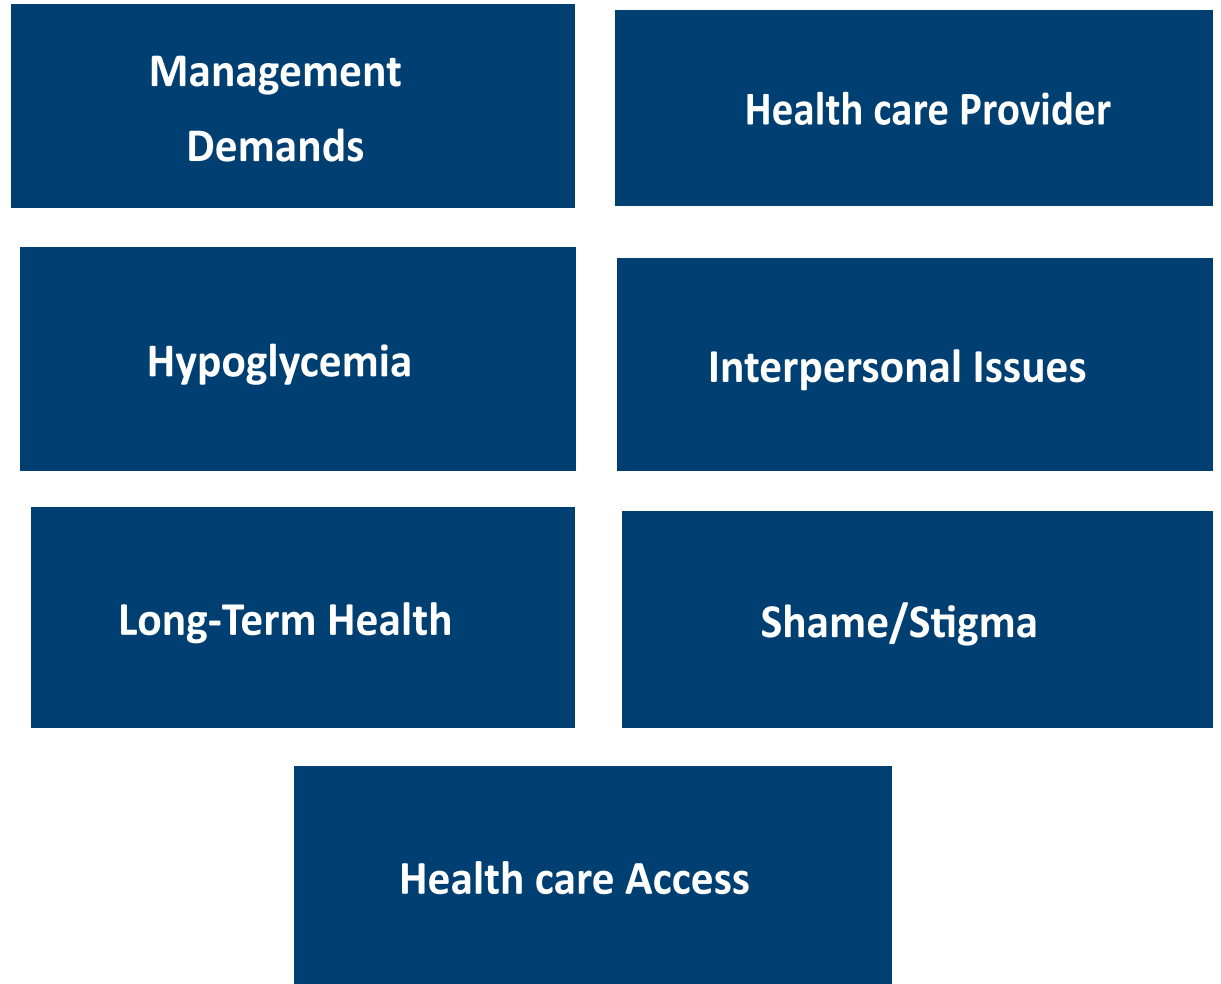 Management
Demands
Health care Provider
Hypoglycemia
Interpersonal Issues
Long-Term Health
Shame/Stigma
Health care Access